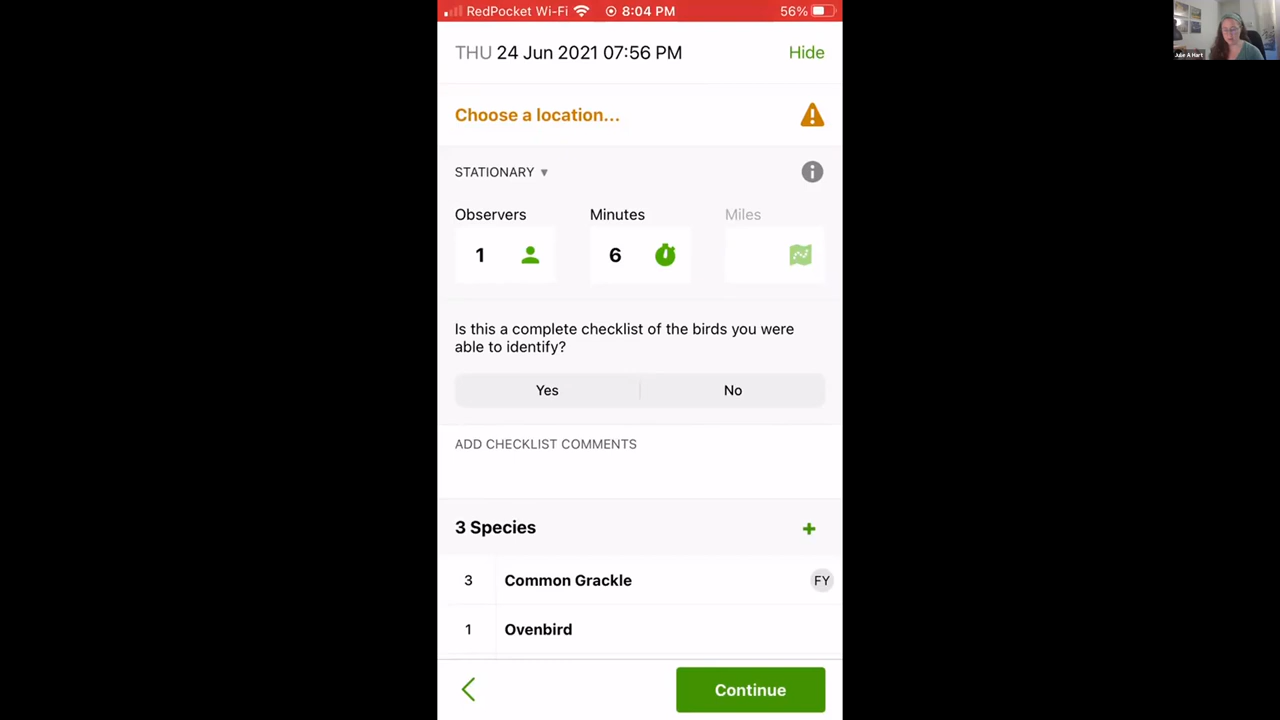 RedPocket Wi-Fi 8:04 PM 56%
THU 24 Jun 2021 07:56 PM Hide
Choose a location...
STATIONARY
Observers Minutes Miles
1 6
Is this a complete checklist of the birds you were
able to identify?
Yes No
ADD CHECKLIST COMMENTS
3 Species +
3 Common Grackle FY
1 Ovenbird
Continue
Julie A Hart